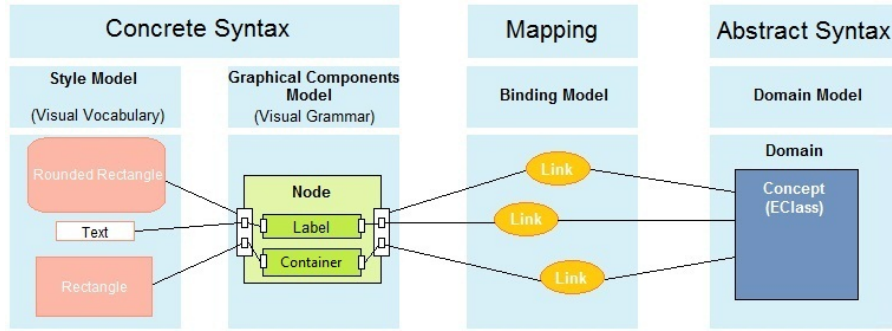 Concrete Syntax
Mapping
Abstract Syntax
Style Model
(Visual Vocabulary)
Graphical Components
Model
(Visual Grammar)
Binding Model
Domain Model
Rounded Rectangle
Text
Rectangle
Node
Label
Container
Link
Link
Link
Domain
Concept
(EClass)